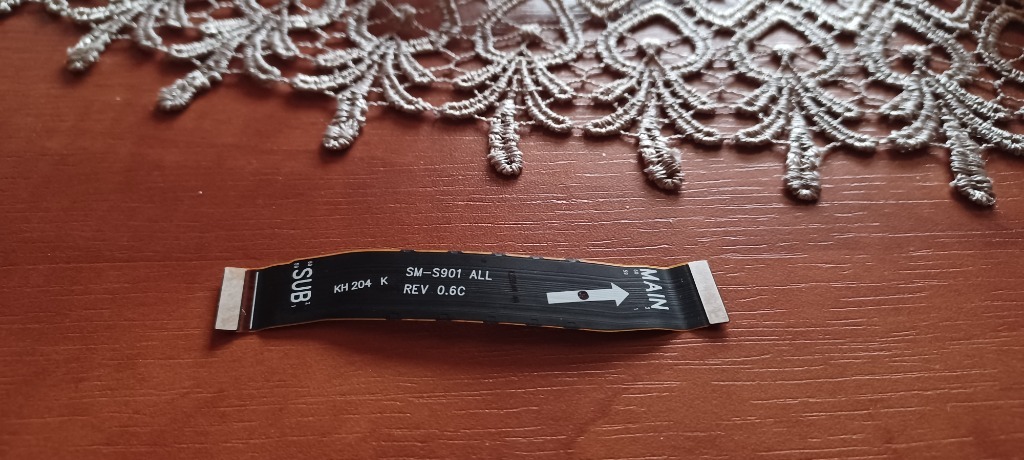 SUB
KH 204 K
SM-S901 ALL
REV 0.6C
MAIN